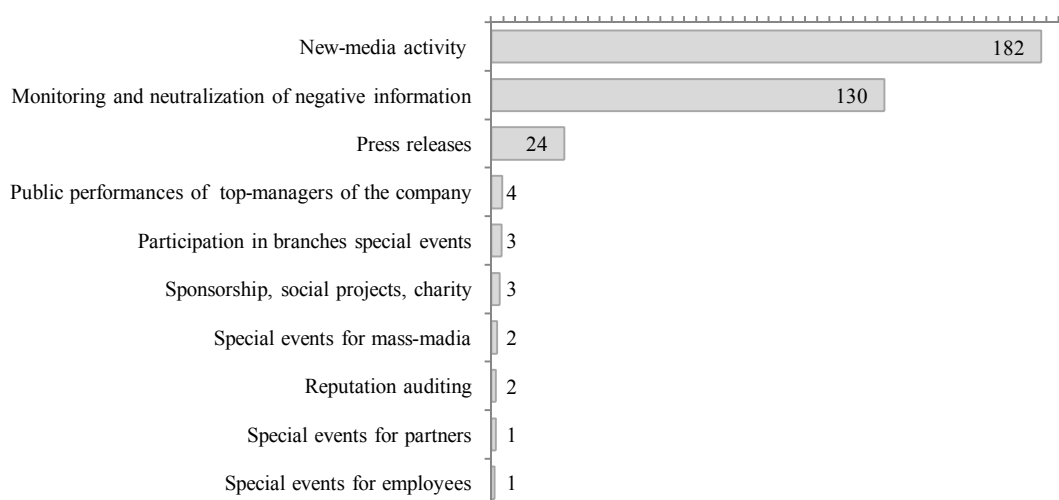 New-media activity 182
Monitoring and neutralization of negative information 130
Press releases 24
Public performances of top-managers of the company 4
Participation in branches special events 3
Sponsorship, social projects, charity 3
Special events for mass-madia 2
Reputation auditing 2
Special events for partners 1
Special events for employees 1